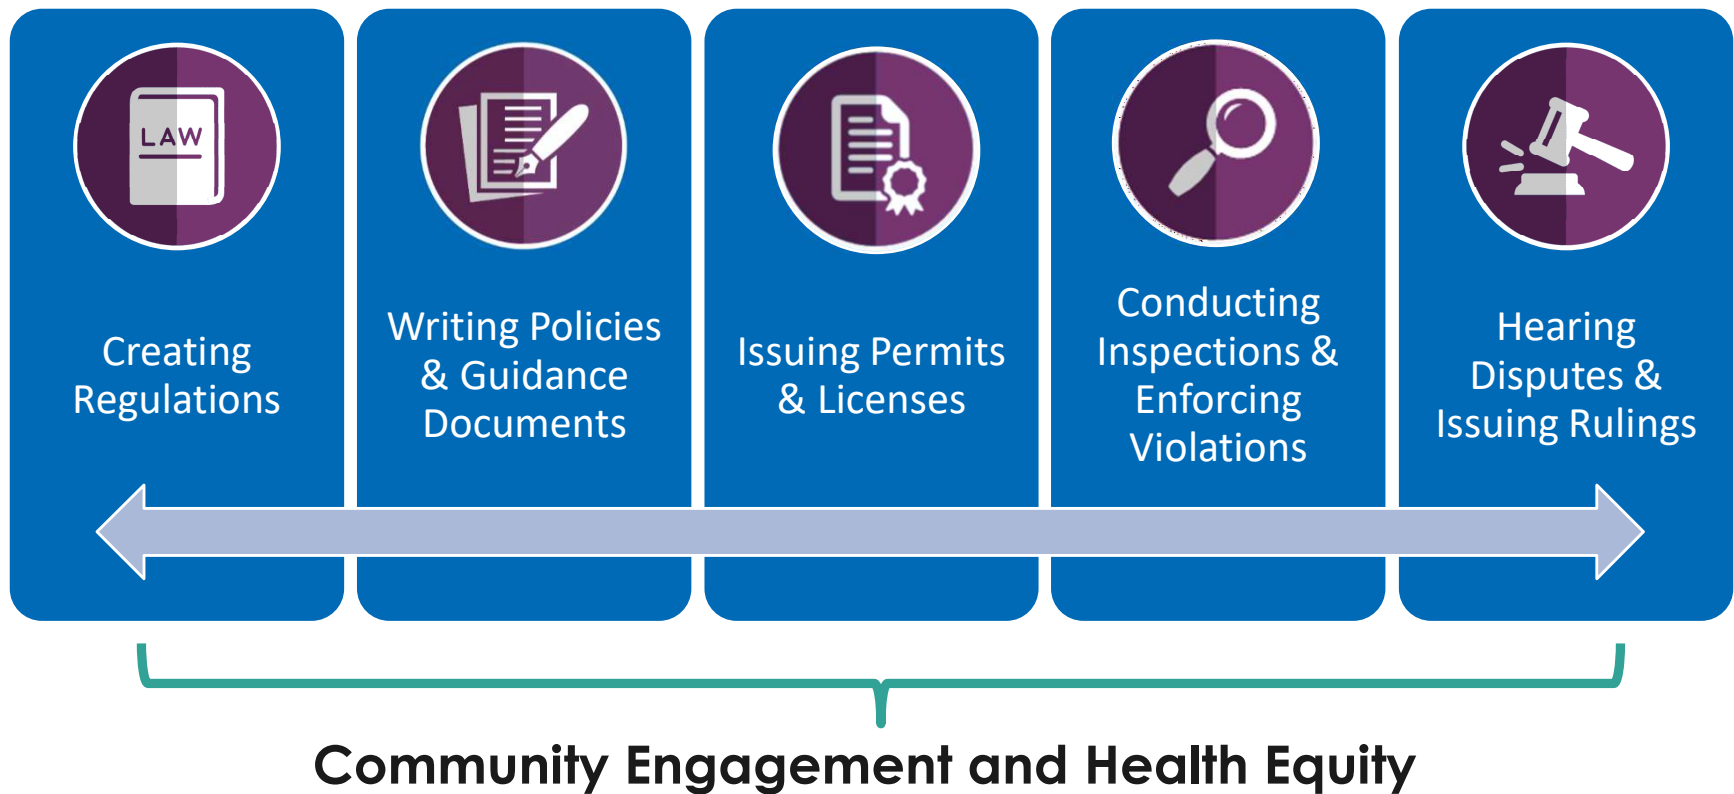 LAW
Creating
Regulations
Writing Policies
& Guidance
Documents
Issuing Permits
& Licenses
Conducting
Inspections &
Enforcing
Violations
Hearing
Disputes &
Issuing Rulings
Community Engagement and Health Equity